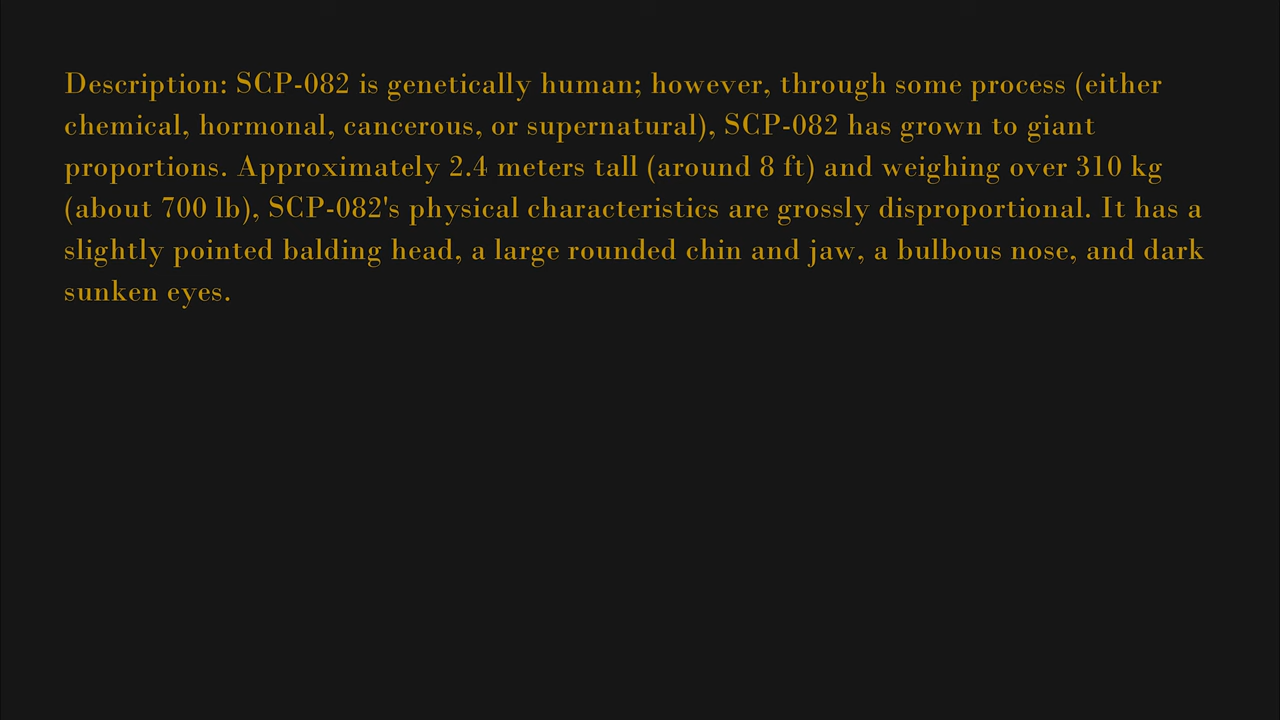 Description: SCP-082 is genetically human; however, through some process (either
chemical, hormonal, cancerous, or supernatural), SCP-082 has grown to giant
proportions. Approximately 2.4 meters tall (around 8 ft) and weighing over 310 kg
(about 700 lb), SCP-082's physical characteristics are grossly disproportional. It has a
slightly pointed balding head, a large rounded chin and jaw, a bulbous nose, and dark
sunken eyes.